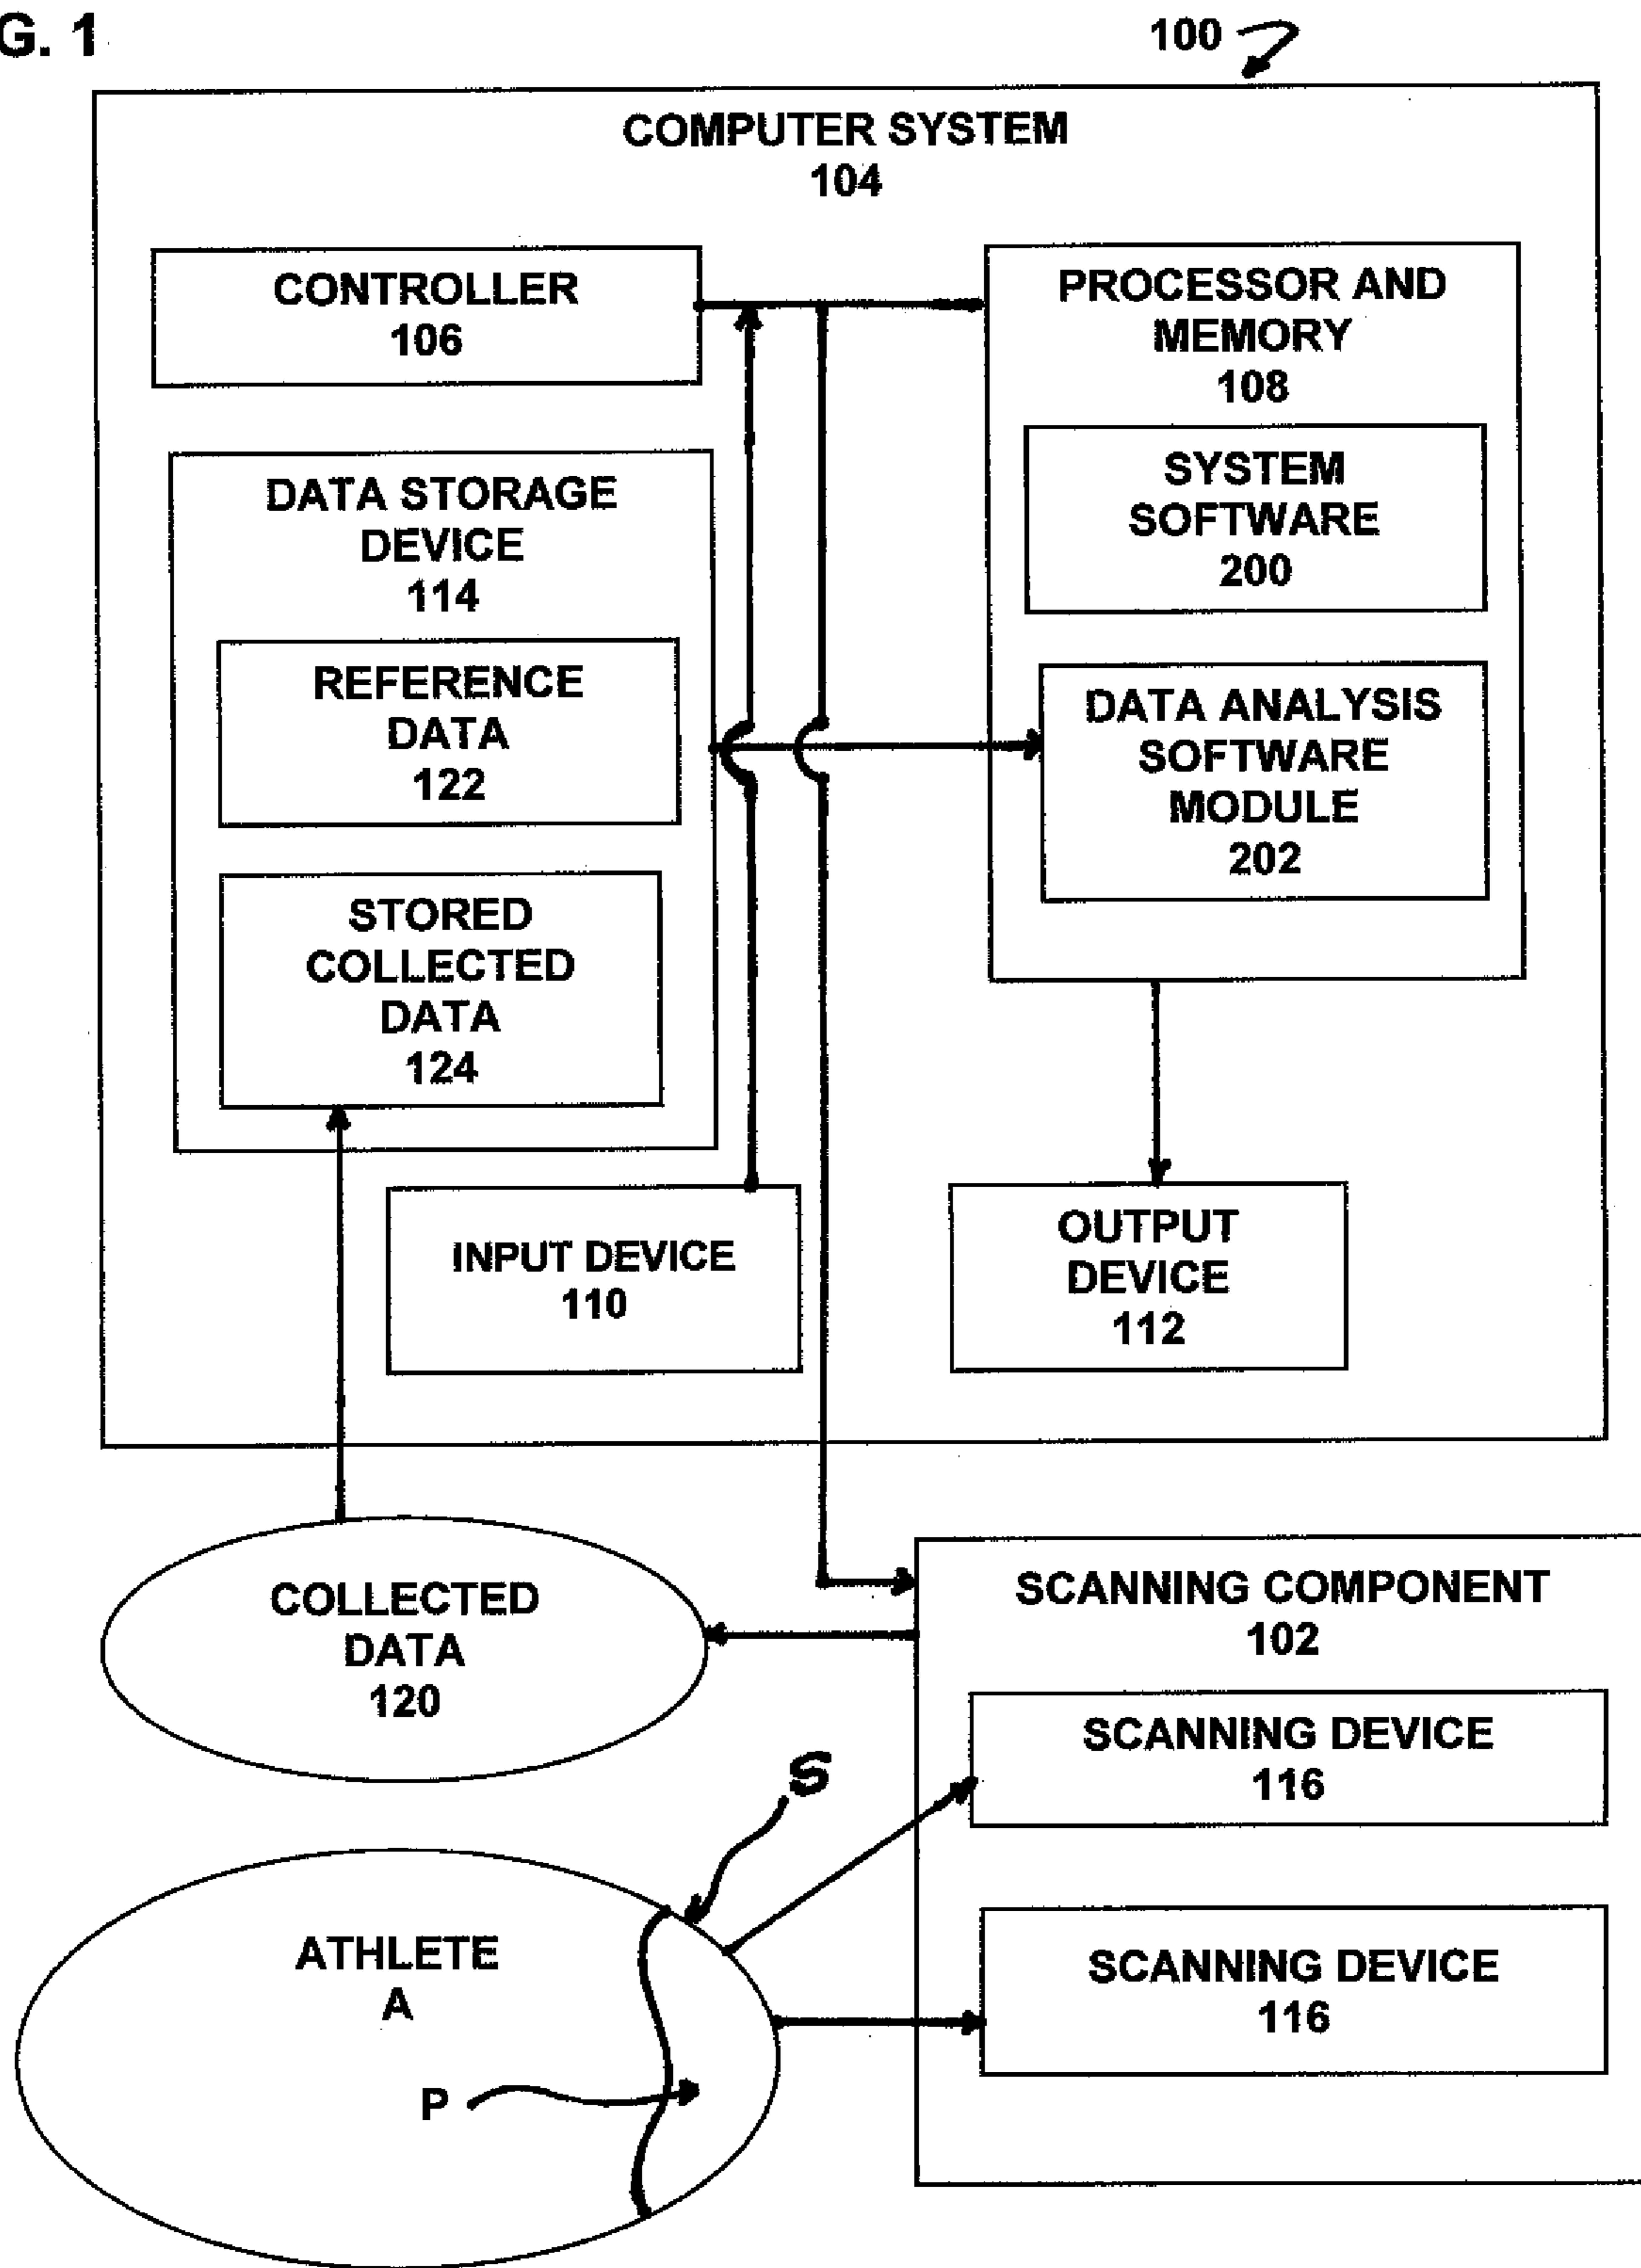 G. 1
100
COMPUTER SYSTEM
104
CONTROLLER
106
PROCESSOR AND
MEMORY
108
SYSTEM
SOFTWARE
200
DATA STORAGE
DEVICE
114
REFERENCE
DATA
122
DATA ANALYSIS
SOFTWARE
MODULE
202
STORED
COLLECTED
DATA
124
INPUT DEVICE
110
OUTPUT
DEVICE
112
COLLECTED
DATA
120
SCANNING COMPONENT
102
SCANNING DEVICE
116
S
ATHLETE
A
P
SCANNING DEVICE
116